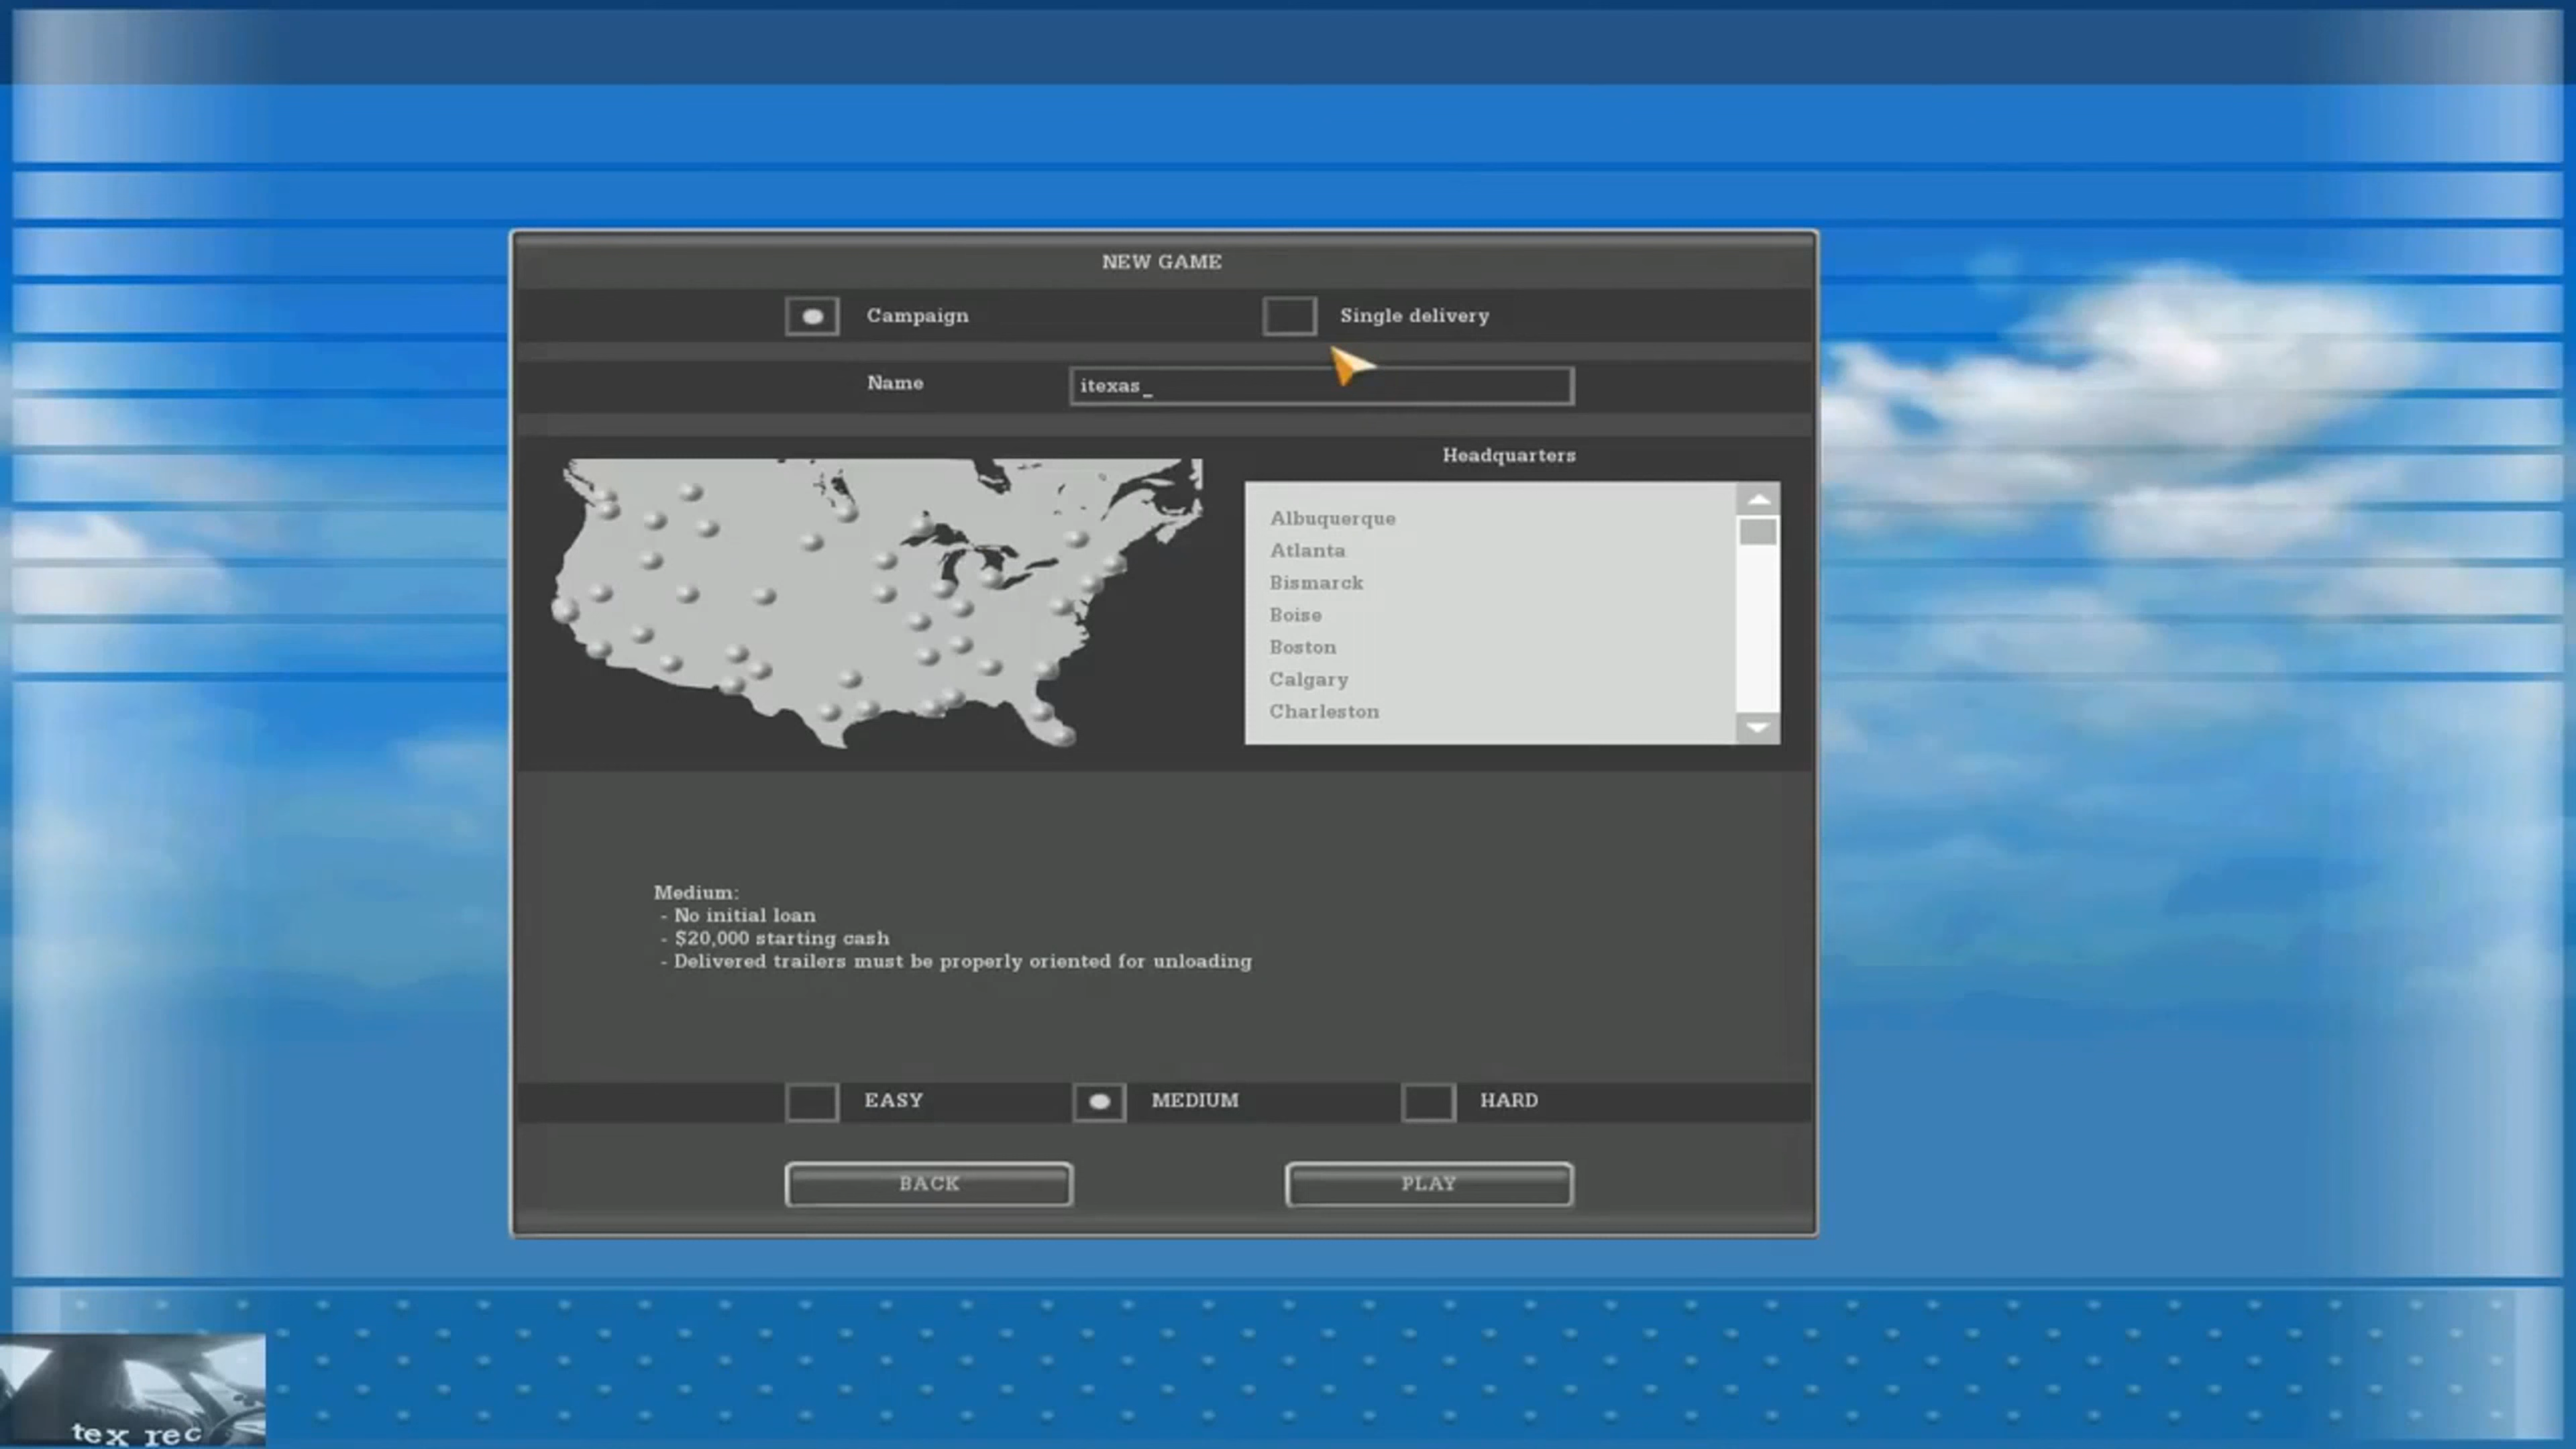 NEW GAME
Campaign
Single delivery
Name
itexas_
Headquarters
Albuquerque
Atlanta
Bismarck
Boise
Boston
Calgary
Charleston
Medium:
- No initial loan
- $20,000 starting cash
- Delivered trailers must be properly oriented for unloading
EASY
MEDIUM
HARD
BACK
PLAY
tex rec